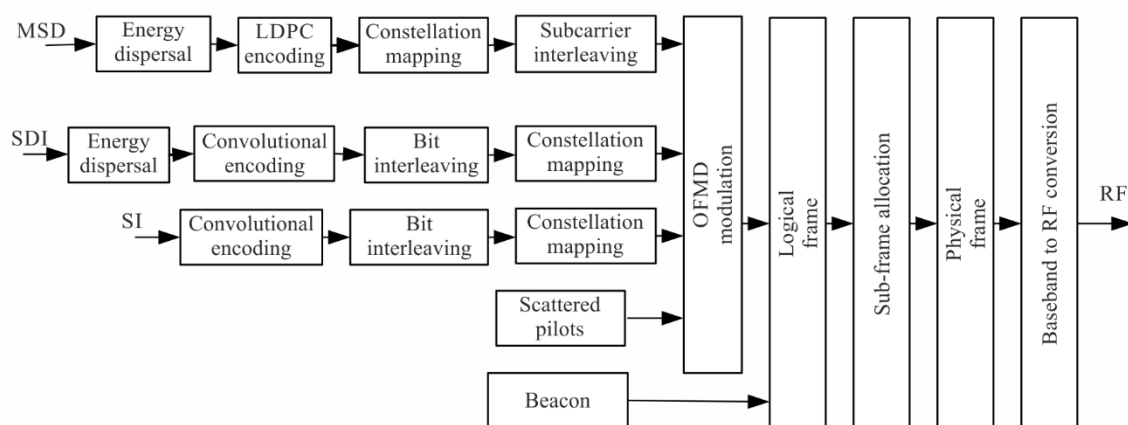 MSD
Energy
dispersal
LDPC
encoding
Constellation
mapping
Subcarrier
interleaving
SDI
Energy
dispersal
Convolutional
encoding
Bit
interleaving
Constellation
mapping
SI
Convolutional
encoding
Bit
interleaving
Constellation
mapping
Scattered
pilots
Beacon
OFMD
modulation
Logical
frame
Sub-frame allocation
Physical
frame
Baseband to RF conversion
RF